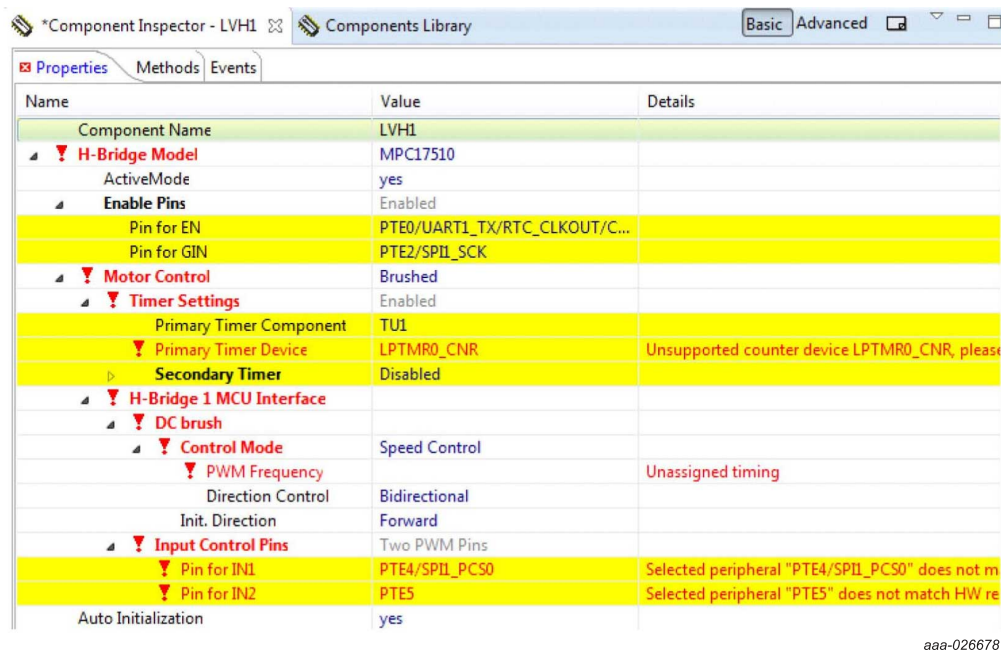 *Component Inspector - LVH1 Components Library Basic Advanced
Properties Methods Events
Name Value Details
Component Name LVH1
H-Bridge Model MPC17510
ActiveMode yes
Enable Pins Enabled
Pin for EN PTE0/UART1_TX/RTC_CLKOUT/C...
Pin for GIN PTE2/SPI1_SCK
Motor Control Brushed
Timer Settings Enabled
Primary Timer Component TU1
Primary Timer Device LPTMR0_CNR Unsupported counter device LPTMR0_CNR, please
Secondary Timer Disabled
H-Bridge 1 MCU Interface
DC brush
Control Mode Speed Control
PWM Frequency Unassigned timing
Direction Control Bidirectional
Init. Direction Forward
Input Control Pins Two PWM Pins
Pin for IN1 PTE4/SPI1_PCS0 Selected peripheral "PTE4/SPI1_PCS0" does not m
Pin for IN2 PTE5 Selected peripheral "PTE5" does not match HW re
Auto Initialization yes
aaa-026678